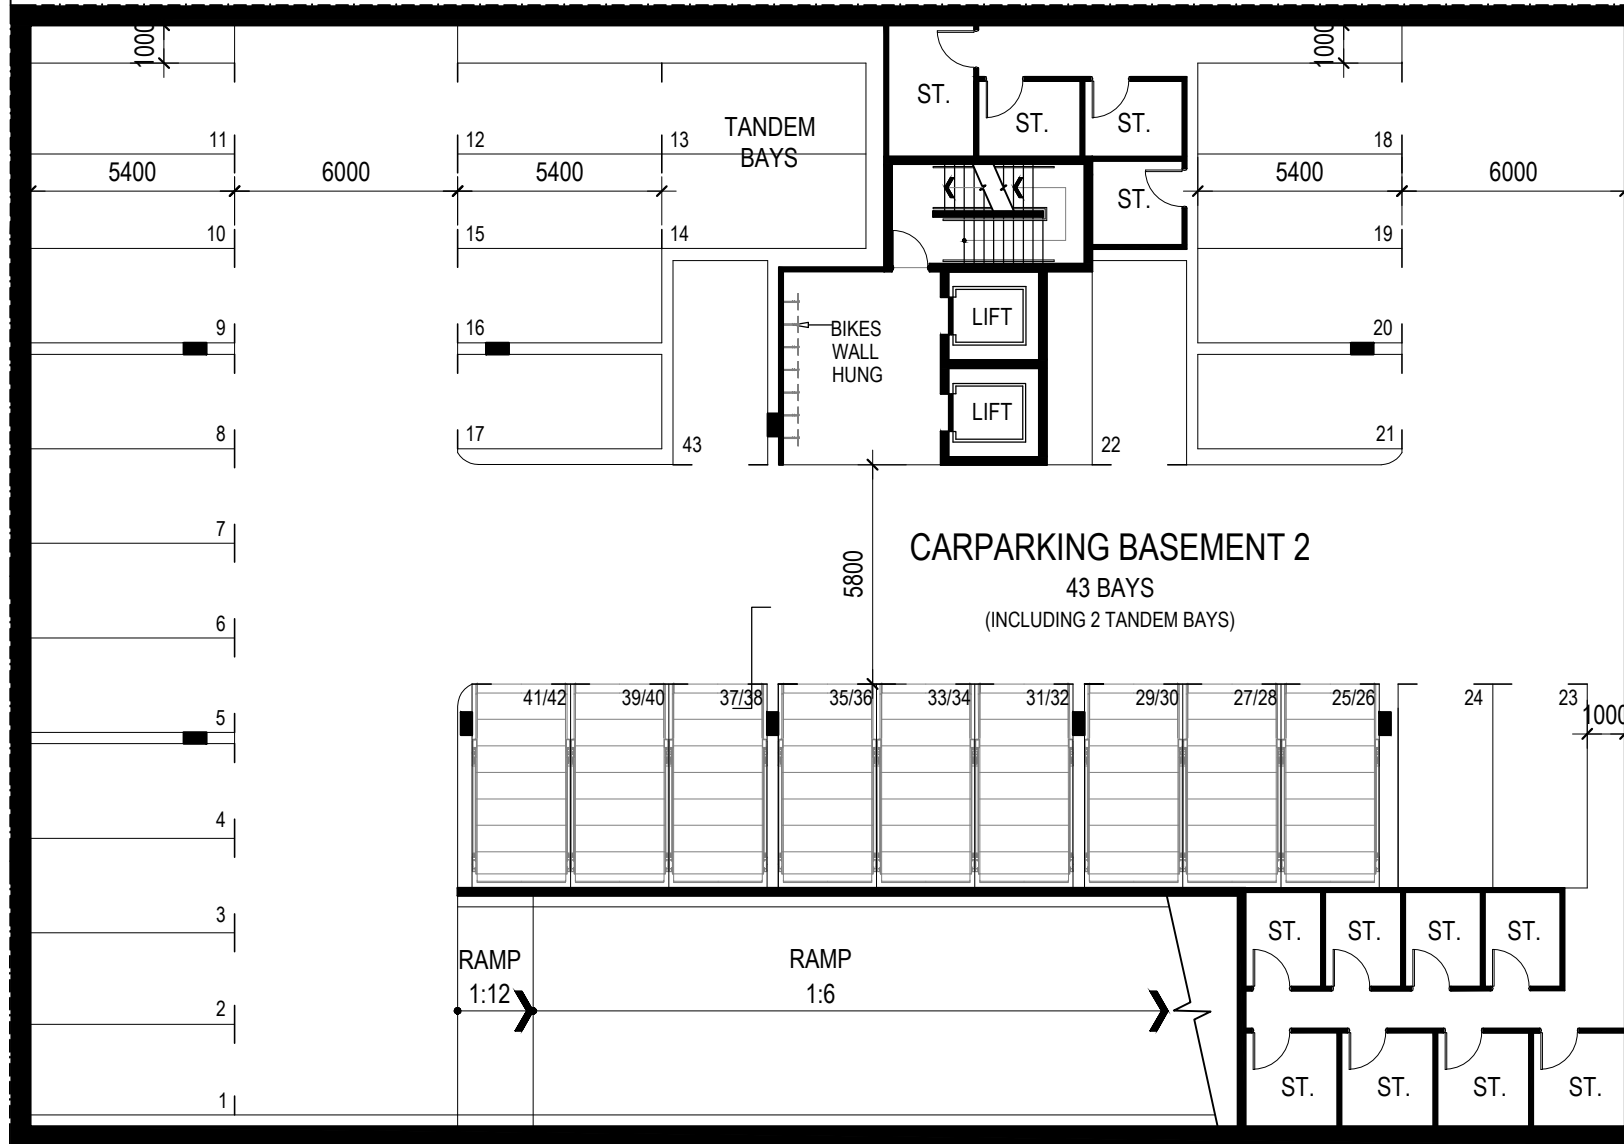 1000
1000
ST.
ST.
ST.
TANDEM
BAYS
11
12
13
18
5400
6000
5400
5400
6000
ST.
10
15
14
19
9
16
20
BIKES
WALL
HUNG
LIFT
LIFT
8
17
43
22
21
7
CARPARKING BASEMENT 2
43 BAYS
(INCLUDING 2 TANDEM BAYS)
5800
6
5
41/42
39/40
37/38
35/36
33/34
31/32
29/30
27/28
25/26
24
23
1000
4
3
ST.
ST.
ST.
ST.
RAMP
1:12
RAMP
1:6
2
1
ST.
ST.
ST.
ST.